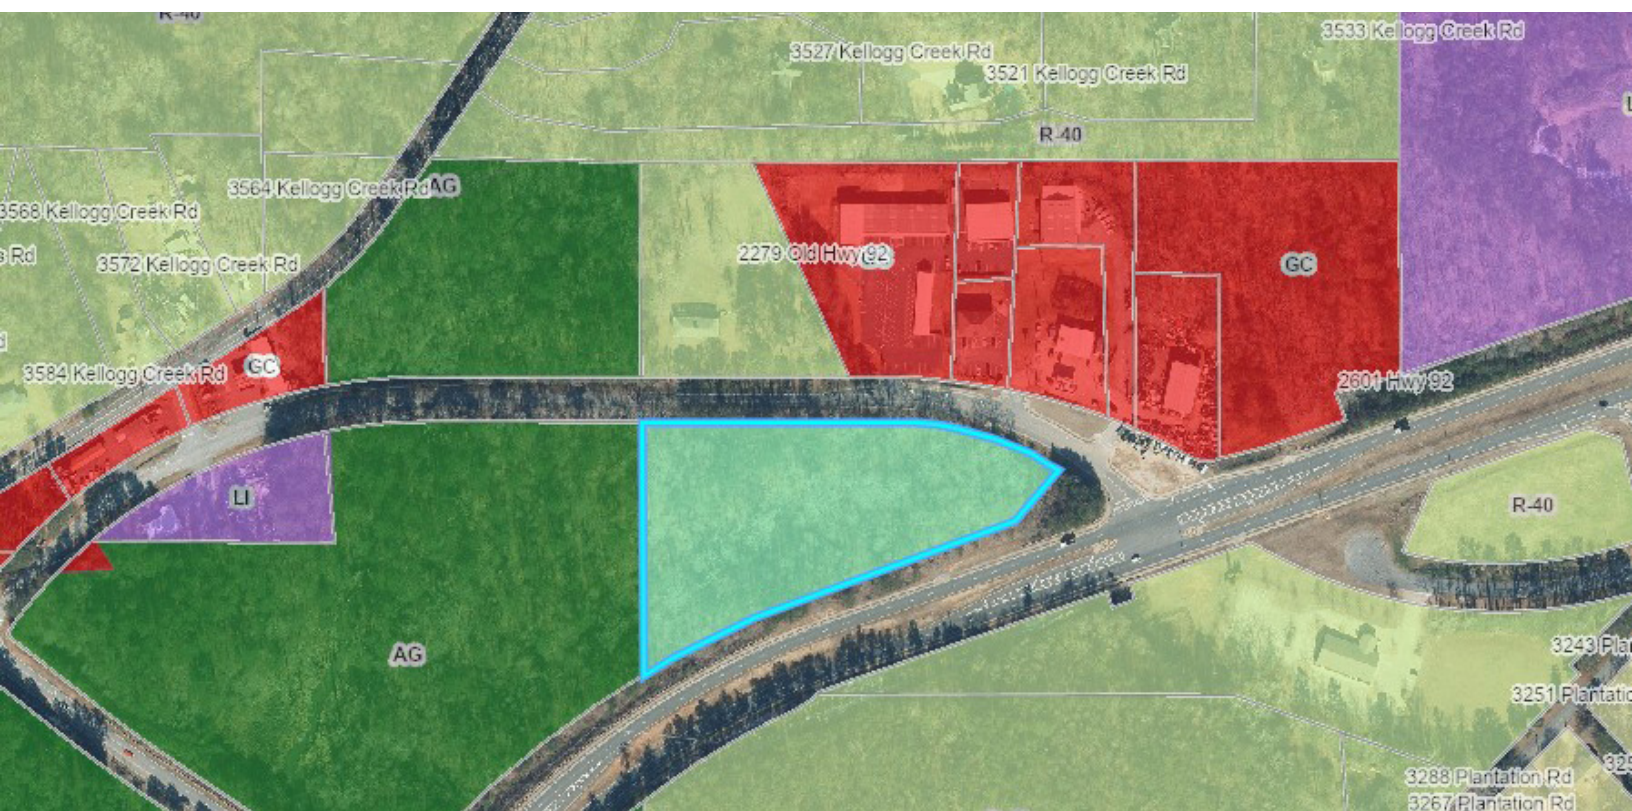 R-40
3533 Kellogg Creek Rd
3527 Kellogg Creek Rd
3521 Kellogg Creek Rd
R-40
3564 Kellogg Creek Rd
AG
3568 Kellogg Creek Rd
2279 Old Hwy 92
GC
s Rd
3572 Kellogg Creek Rd
GC
3584 Kellogg Creek Rd
2601 Hwy 92
LI
R-40
AG
3243 Pla
3251 Plantatio
3288 Plantation Rd
3267 Plantation Rd